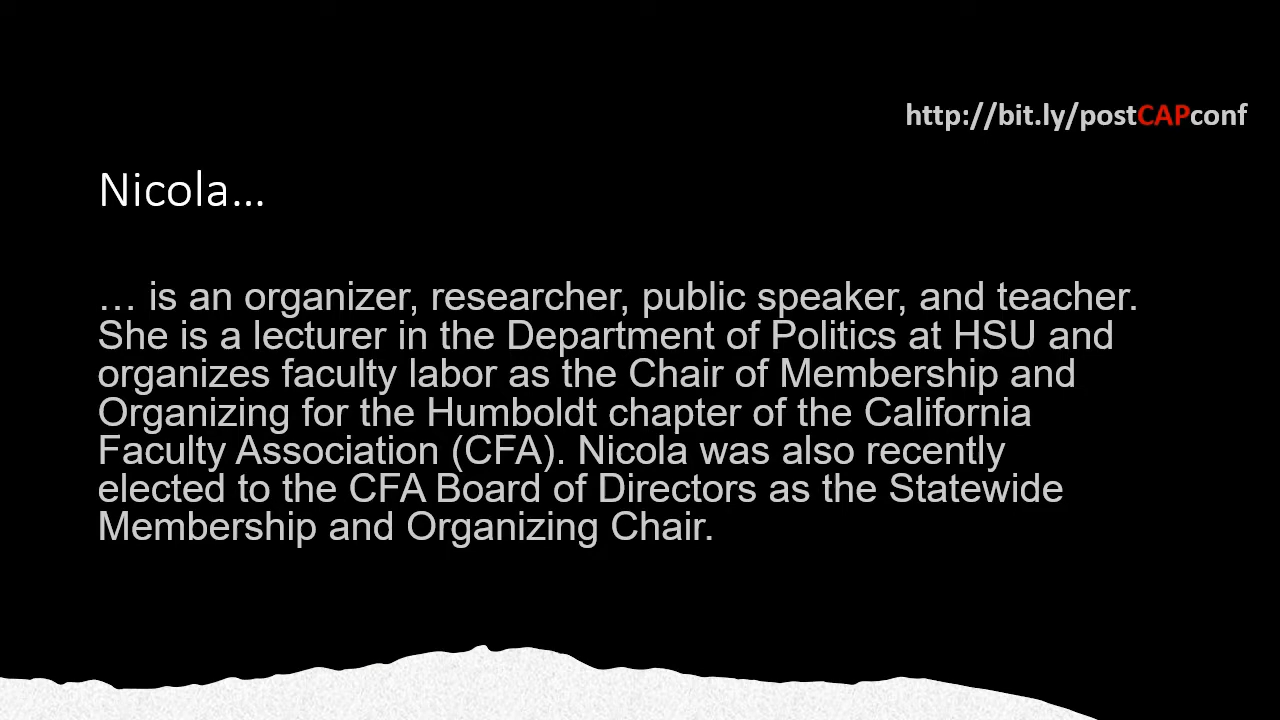 http://bit.ly/postCAPconf
Nicola…
… is an organizer, researcher, public speaker, and teacher.
She is a lecturer in the Department of Politics at HSU and
organizes faculty labor as the Chair of Membership and
Organizing for the Humboldt chapter of the California
Faculty Association (CFA). Nicola was also recently
elected to the CFA Board of Directors as the Statewide
Membership and Organizing Chair.